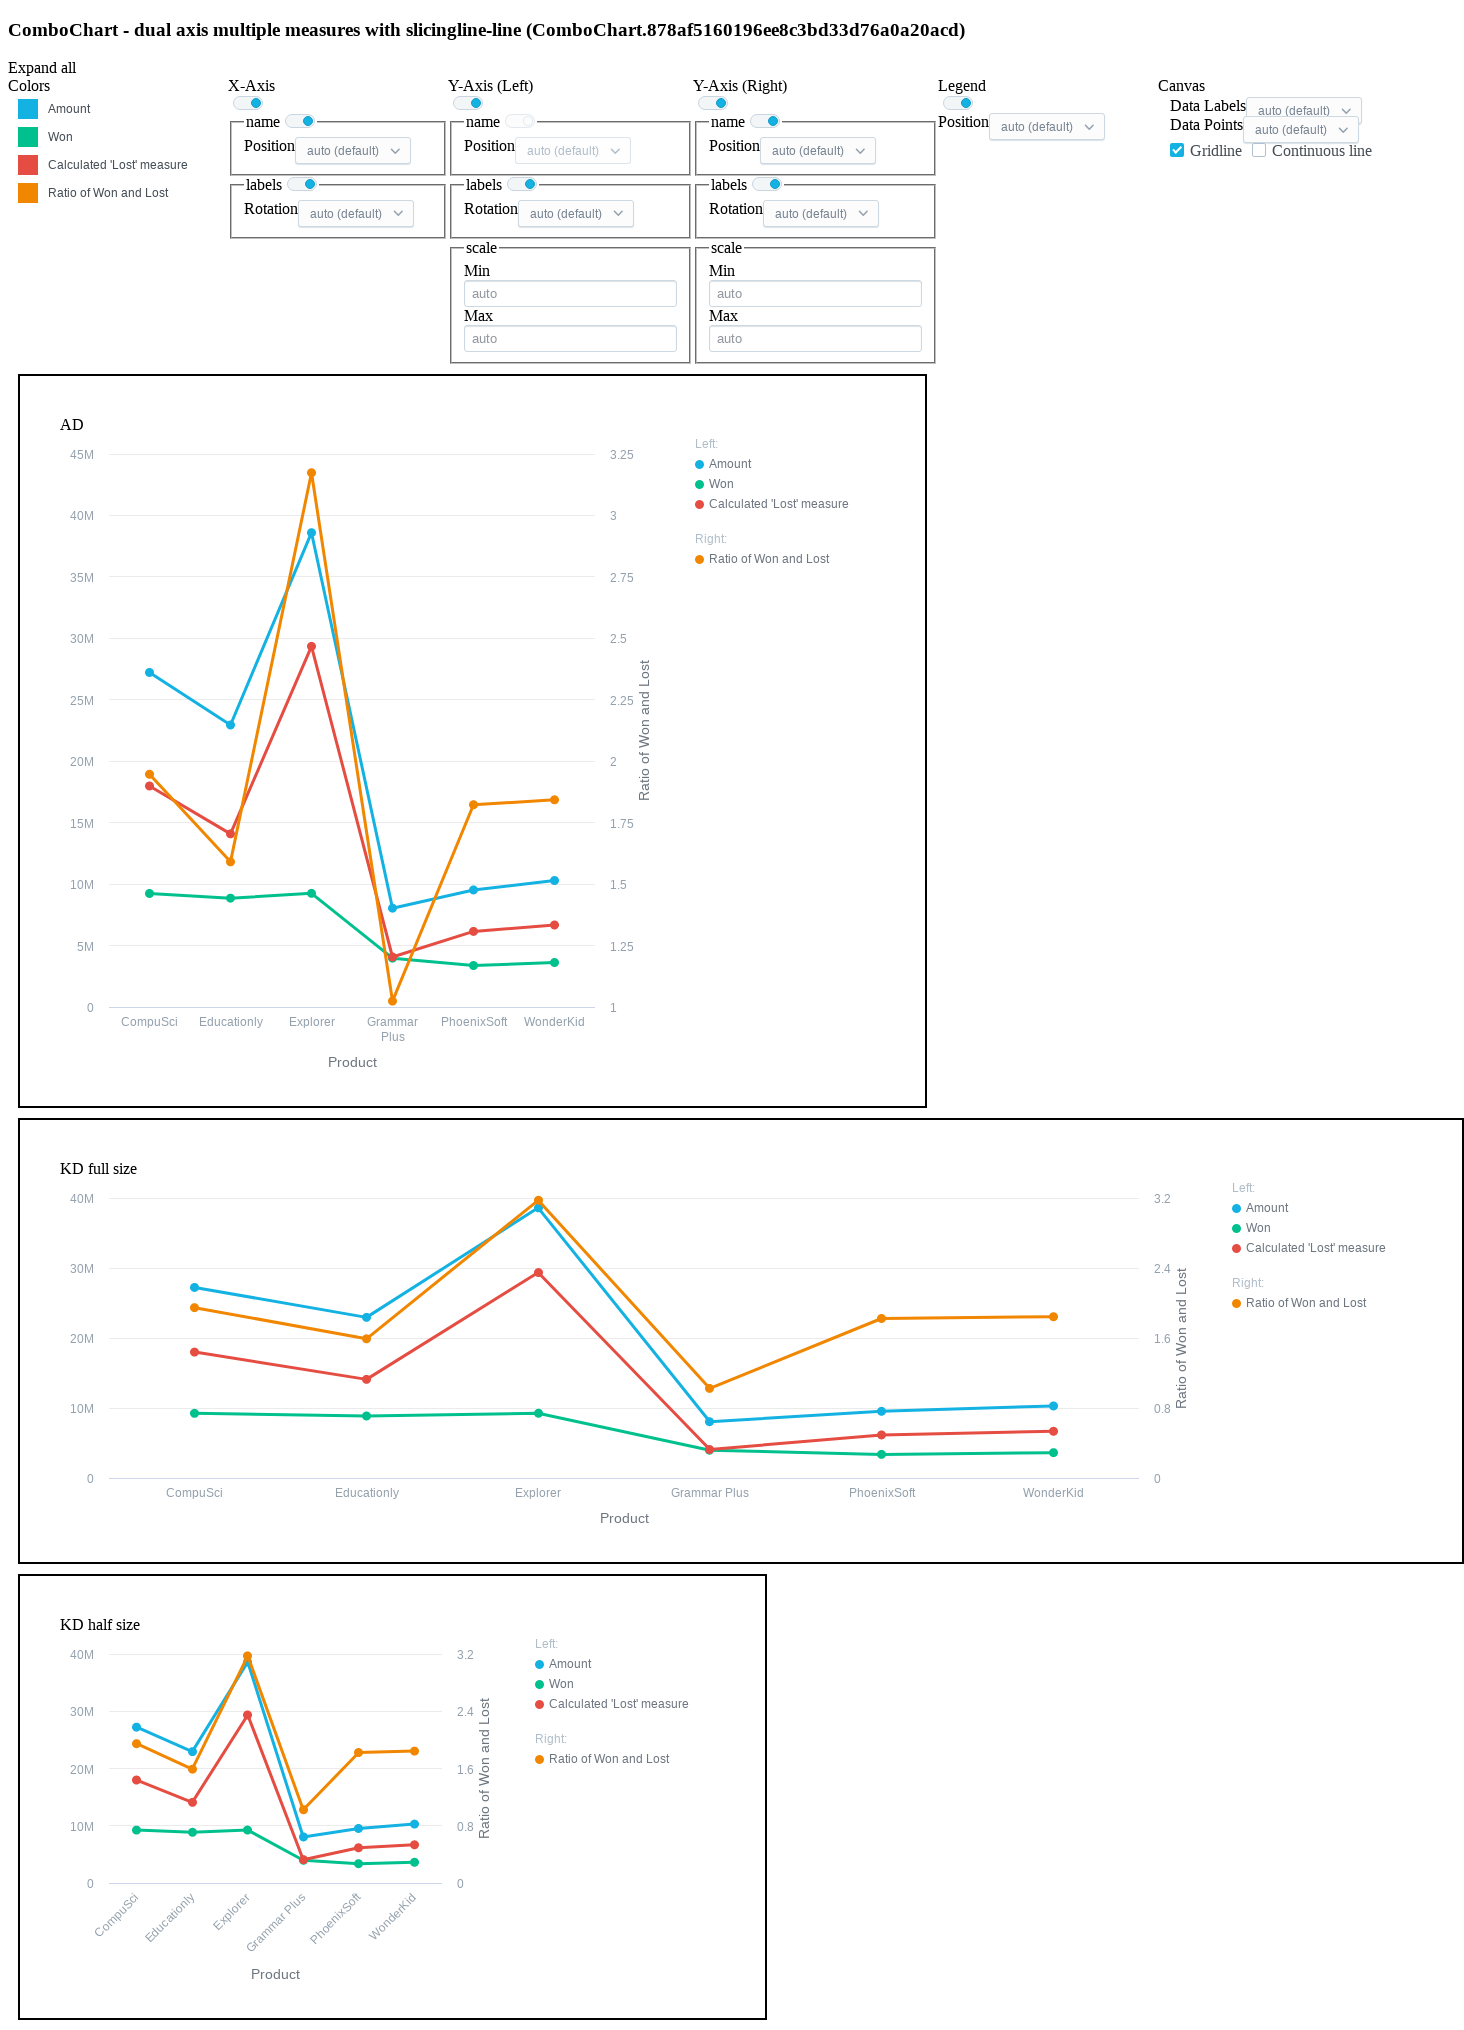 ComboChart - dual axis multiple measures with slicingline-line (ComboChart.878af5160196ee8c3bd33d76a0a20acd)
Expand all
Colors
Amount
Won
Calculated 'Lost' measure
Ratio of Won and Lost
X-Axis
name
Position auto (default)
labels
Rotation auto (default)
Y-Axis (Left)
name
Position auto (default)
labels
Rotation auto (default)
scale
Min
auto
Max
auto
Y-Axis (Right)
name
Position auto (default)
labels
Rotation auto (default)
scale
Min
auto
Max
auto
Legend
Position auto (default)
Canvas
Data Labels auto (default)
Data Points auto (default)
Gridline Continuous line
AD
45M
40M
35M
30M
25M
20M
15M
10M
5M
0
3.25
3
2.75
2.5
2.25
2
1.75
1.5
1.25
1
Ratio of Won and Lost
CompuSci Educationly Explorer Grammar PhoenixSoft WonderKid
Plus
Product
Left:
Amount
Won
Calculated 'Lost' measure
Right:
Ratio of Won and Lost
KD full size
40M
30M
20M
10M
0
3.2
2.4
1.6
0.8
0
Ratio of Won and Lost
CompuSci Educationly Explorer Grammar Plus PhoenixSoft WonderKid
Product
Left:
Amount
Won
Calculated 'Lost' measure
Right:
Ratio of Won and Lost
KD half size
40M
30M
20M
10M
0
3.2
2.4
1.6
0.8
0
Ratio of Won and Lost
CompuSci
Educationly
Explorer
Grammar Plus
PhoenixSoft
WonderKid
Product
Left:
Amount
Won
Calculated 'Lost' measure
Right:
Ratio of Won and Lost